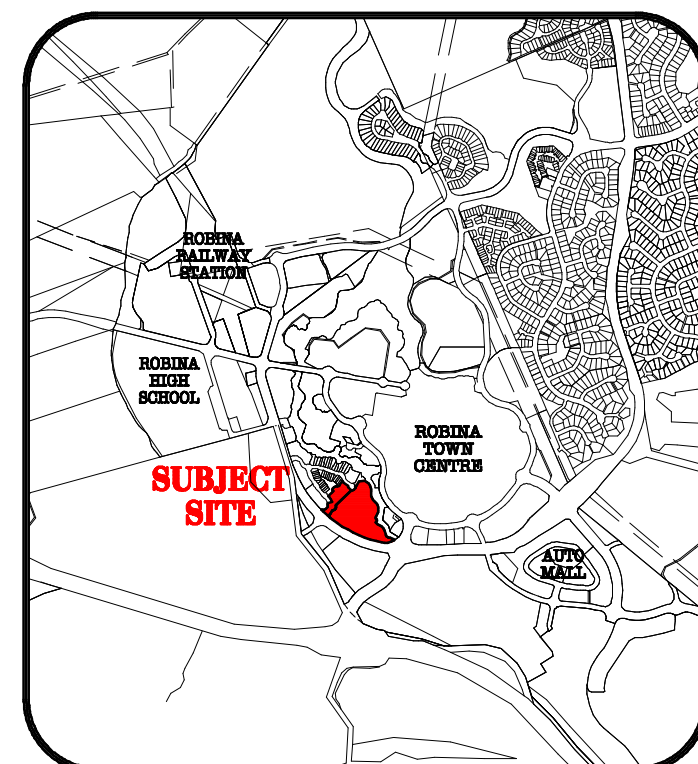 ROBINA
RAILWAY
STATION
ROBINA
HIGH
SCHOOL
ROBINA
TOWN
CENTRE
SUBJECT
SITE
AUTO
MALL